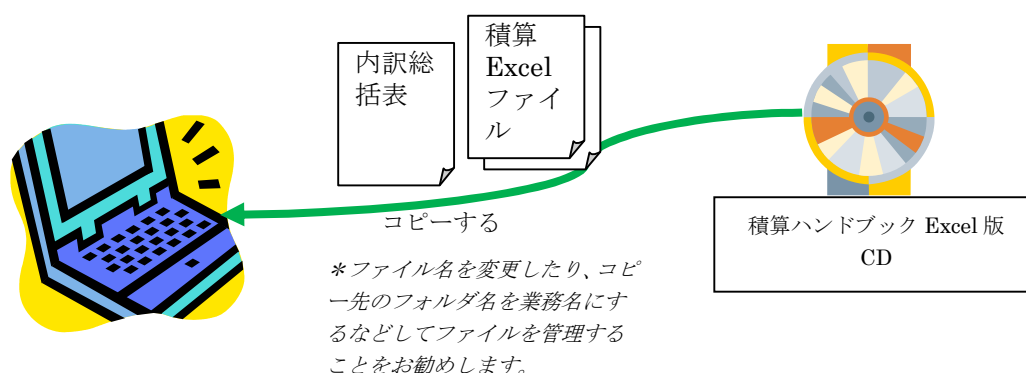 内訳総
括表
積算
Excel
ファイ
ル
積算ハンドブック Excel 版
CD
コピーする
＊ファイル名を変更したり、コピ
ー先のフォルダ名を業務名にす
るなどしてファイルを管理する
ことをお勧めします。